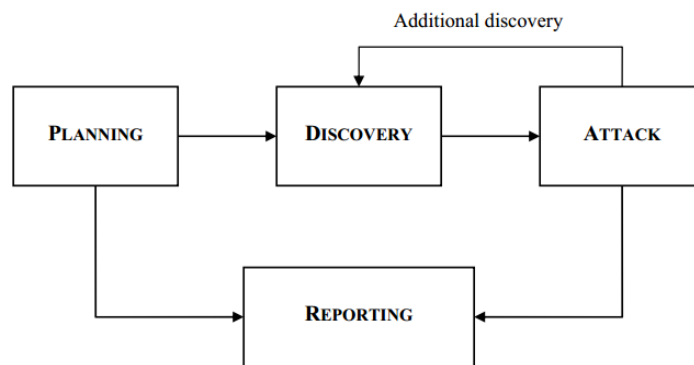 Additional discovery
PLANNING
DISCOVERY
ATTACK
REPORTING